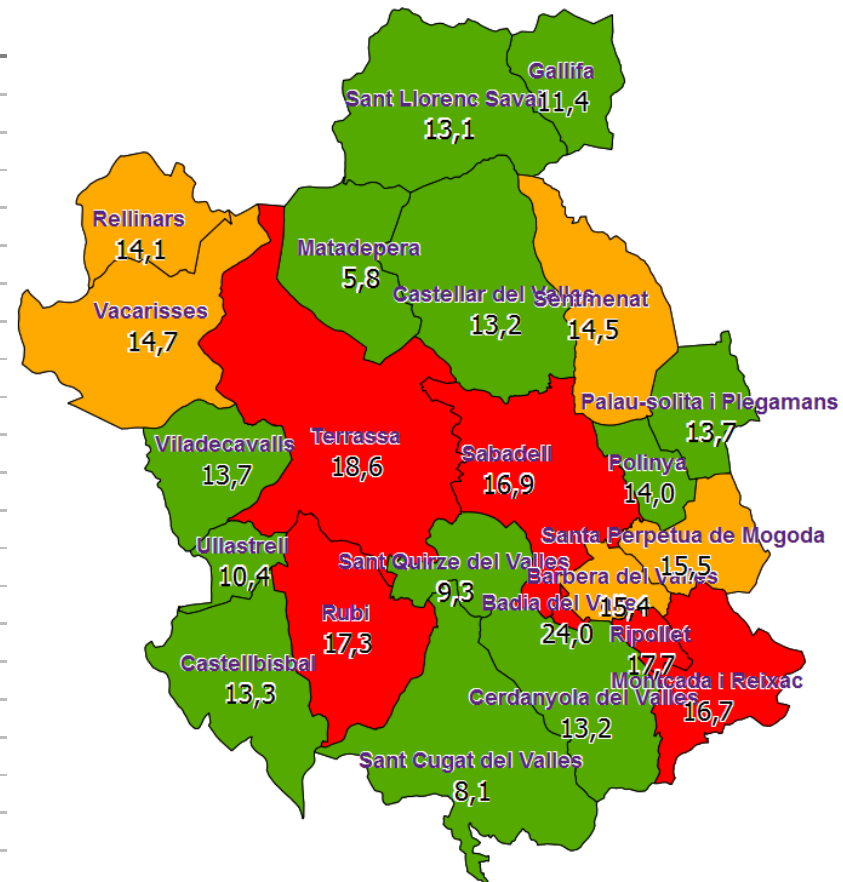 Gallifa
11,4
Sant Llorenc Savall
13,1
Rellinars
14,1
Matadepera
5,8
Vacarisses
14,7
Castellar del Valles
13,2
Sentmenat
14,5
Palau-solita i Plegamans
13,7
Viladecavalls
13,7
Terrassa
18,6
Sabadell
16,9
Polinya
14,0
Santa Perpetua de Mogoda
15,5
Ullastrell
10,4
Sant Quirze del Valles
9,3
Barbera del Valles
15,4
Badia del Valles
24,0
Rubi
17,3
Ripollet
17,7
Castellbisbal
13,3
Montcada i Reixac
16,7
Cerdanyola del Valles
13,2
Sant Cugat del Valles
8,1